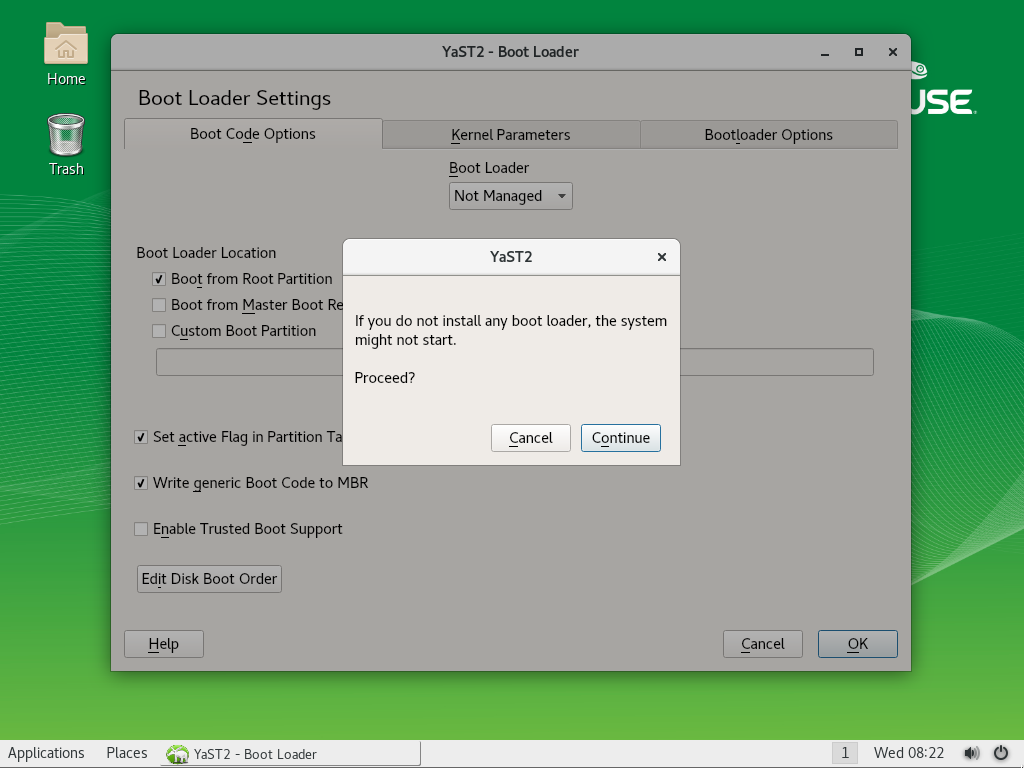 Home
Trash
YaST2 - Boot Loader
USE
Boot Loader Settings
Boot Code Options
Kernel Parameters
Bootloader Options
Boot Loader
Not Managed
Boot Loader Location
Boot from Root Partition
Boot from Master Boot Re
Custom Boot Partition
YaST2
If you do not install any boot loader, the system
might not start.
Proceed?
Cancel
Continue
Set active Flag in Partition Ta
Write generic Boot Code to MBR
Enable Trusted Boot Support
Edit Disk Boot Order
Help
Cancel
OK
Applications
Places
YaST2 - Boot Loader
1
Wed 08:22